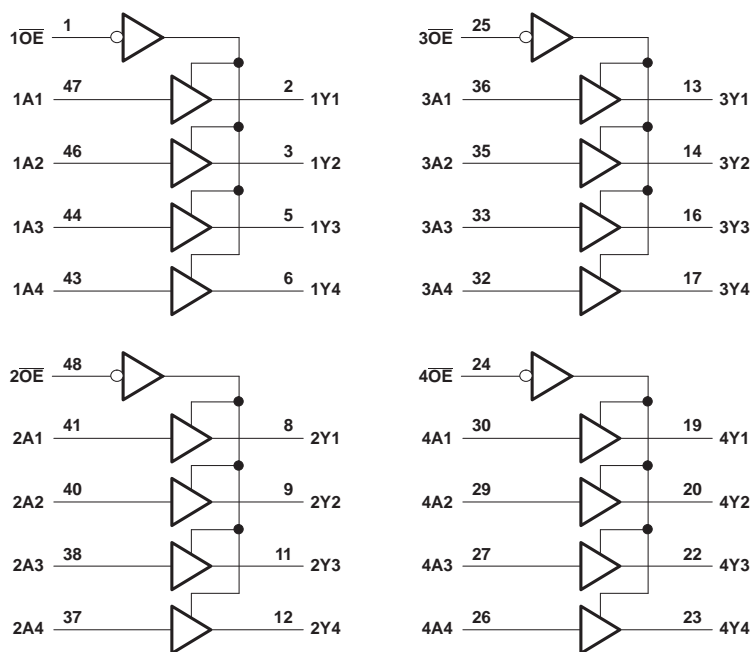 1OE 1
1A1 47 2 1Y1
1A2 46 3 1Y2
1A3 44 5 1Y3
1A4 43 6 1Y4
3OE 25
3A1 36 13 3Y1
3A2 35 14 3Y2
3A3 33 16 3Y3
3A4 32 17 3Y4
2OE 48
2A1 41 8 2Y1
2A2 40 9 2Y2
2A3 38 11 2Y3
2A4 37 12 2Y4
4OE 24
4A1 30 19 4Y1
4A2 29 20 4Y2
4A3 27 22 4Y3
4A4 26 23 4Y4